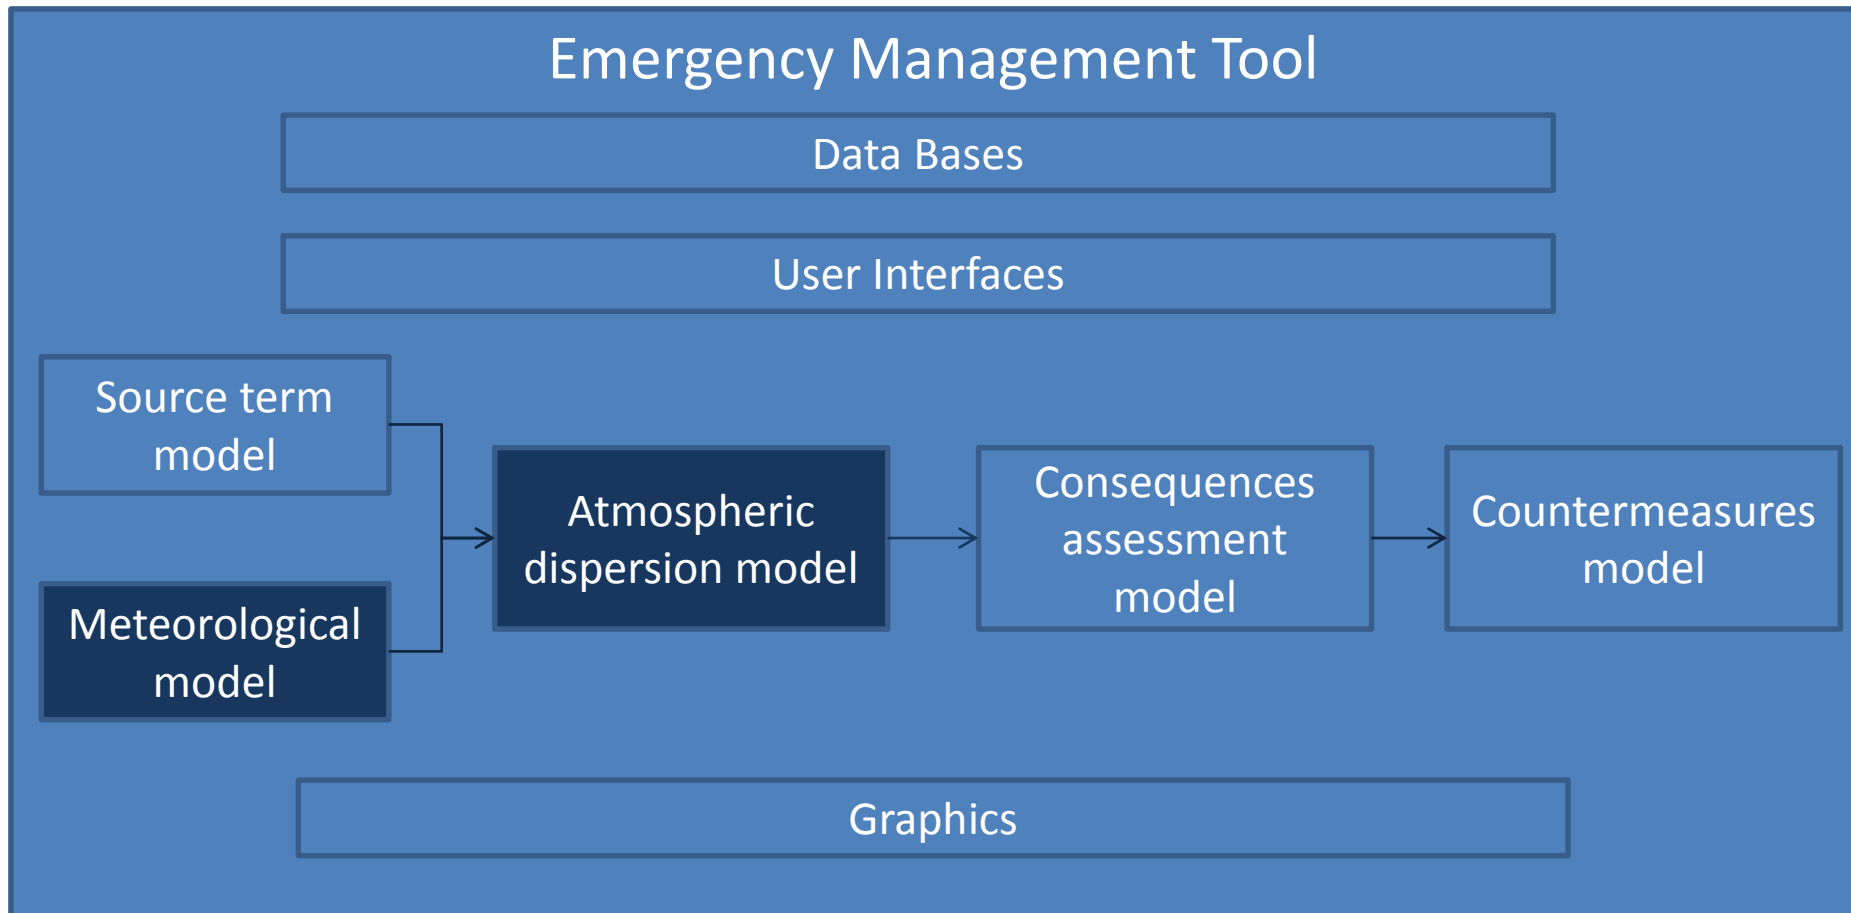 Emergency Management Tool
Data Bases
User Interfaces
Source term
model
Meteorological
model
Atmospheric
dispersion model
Consequences
assessment
model
Countermeasures
model
Graphics